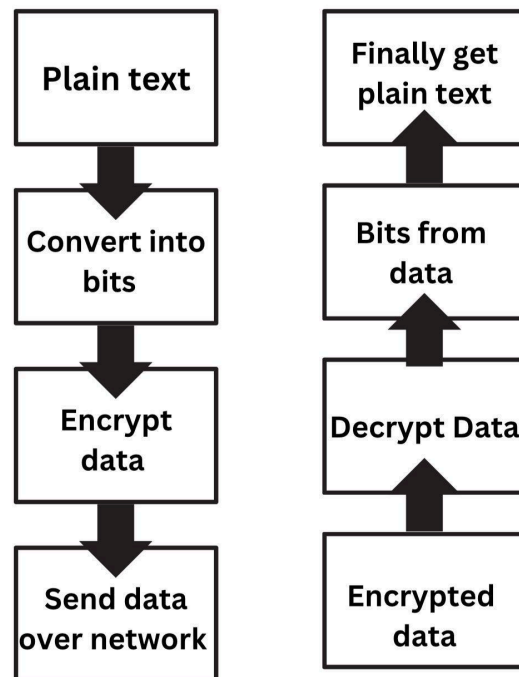 Plain text
Convert into
bits
Encrypt
data
Send data
over network
Finally get
plain text
Bits from
data
Decrypt Data
Encrypted
data